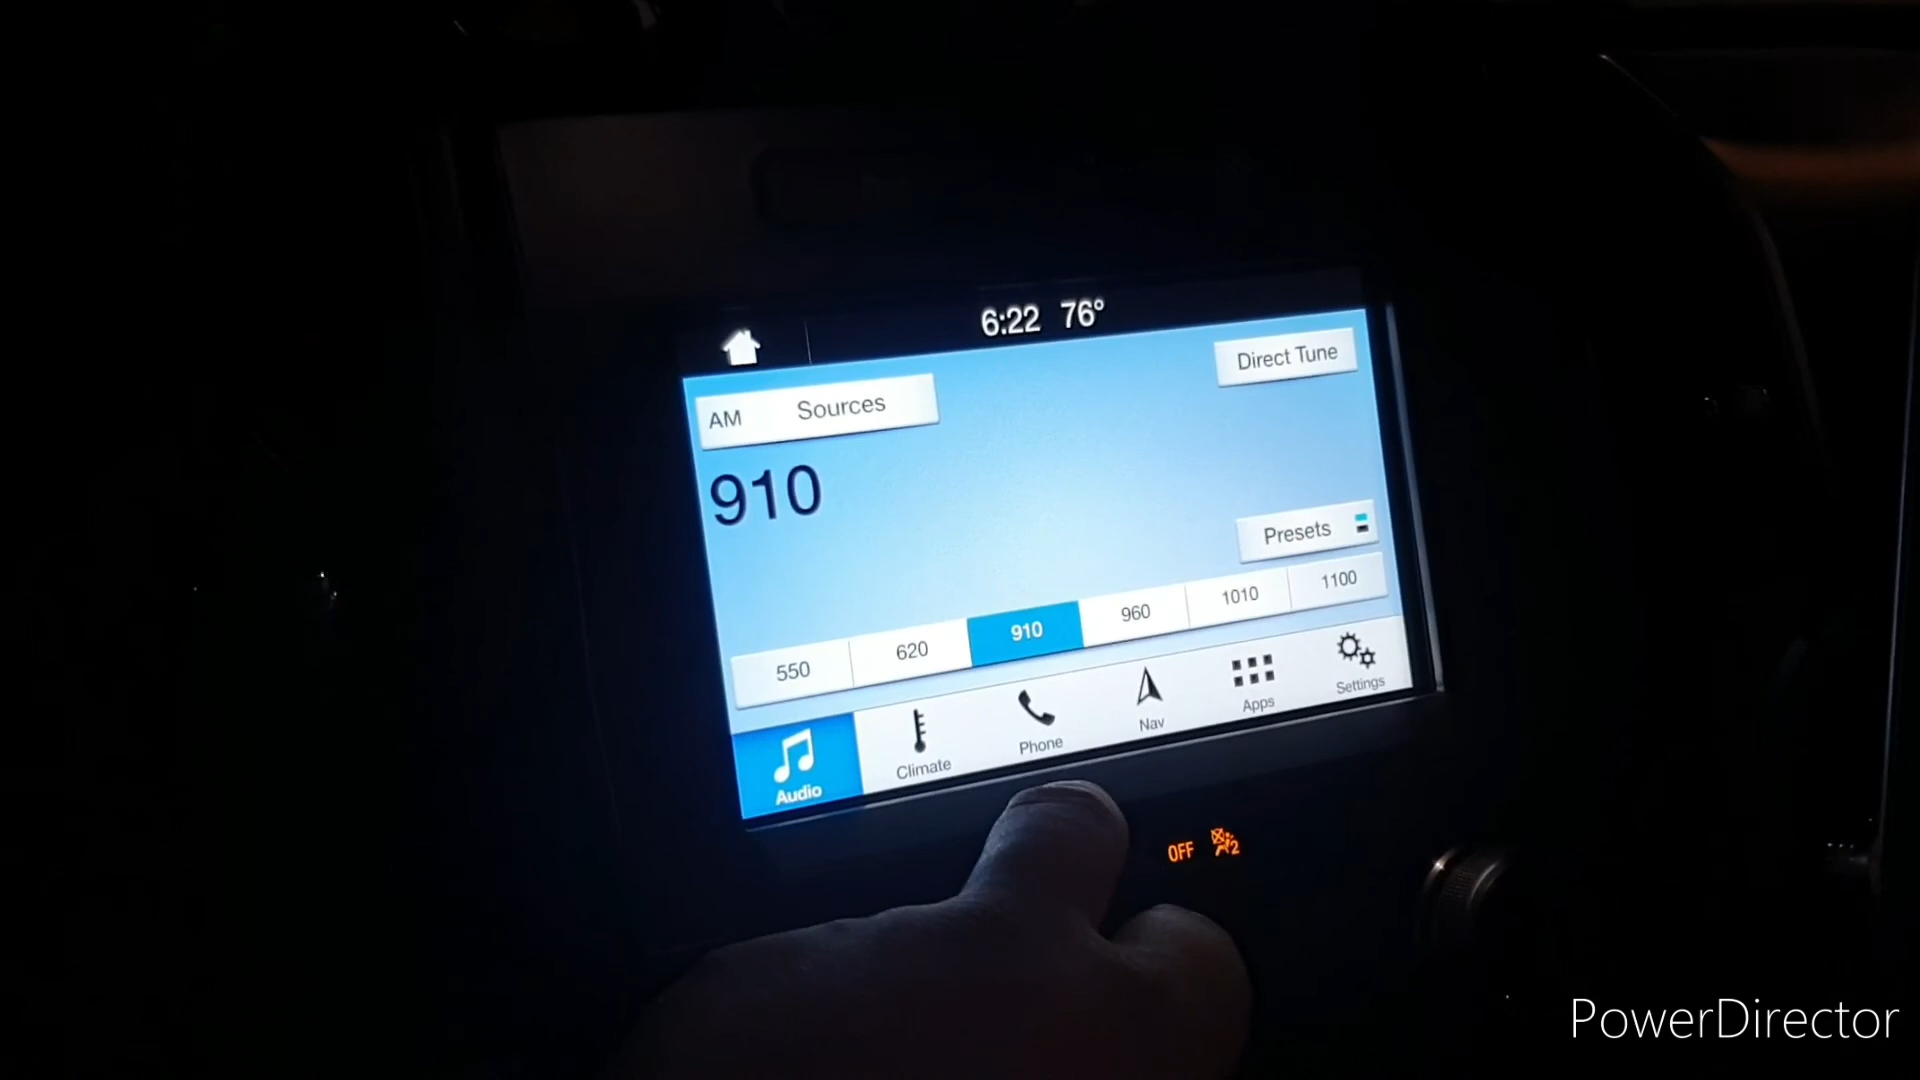 6:22 76°
Direct Tune
AM Sources
910
Presets
550 620 910 960 1010 1100
Audio Climate Phone Nav Apps Settings
OFF 2
PowerDirector